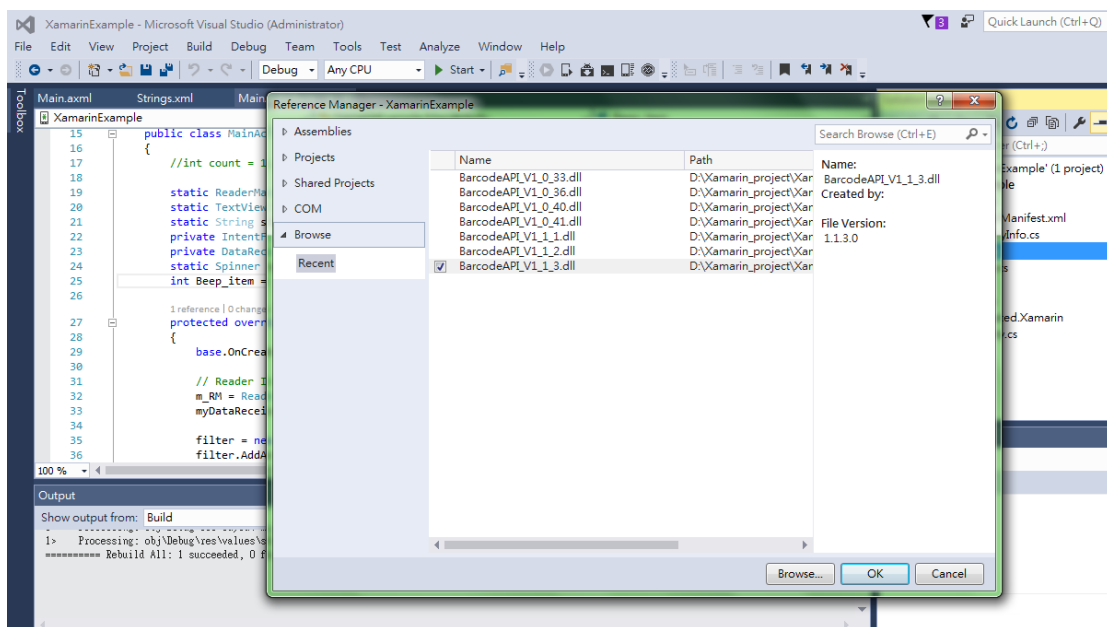 XamarinExample - Microsoft Visual Studio (Administrator)
3
Quick Launch (Ctrl+Q)
File Edit View Project Build Debug Team Tools Test Analyze Window Help
Debug Any CPU Start
Toolbox
Main.axml Strings.xml Main
XamarinExample
15 public class MainAc
16 {
17 //int count = 1
18
19 static ReaderMa
20 static TextView
21 static String s
22 private IntentF
23 private DataRec
24 static Spinner
25 int Beep_item =
26
1 reference | 0 change
27 protected overr
28 {
29 base.OnCrea
30
31 // Reader I
32 m_RM = Read
33 myDataRecei
34
35 filter = ne
36 filter.AddA
100 %
Output
Show output from: Build
1> Processing: obj\Debug\res\values\s
========== Rebuild All: 1 succeeded, 0 f
Reference Manager - XamarinExample
Assemblies
Projects
Shared Projects
COM
Browse
Recent
Search Browse (Ctrl+E)
Name Path
BarcodeAPI_V1_0_33.dll D:\Xamarin_project\Xar
BarcodeAPI_V1_0_36.dll D:\Xamarin_project\Xar
BarcodeAPI_V1_0_40.dll D:\Xamarin_project\Xar
BarcodeAPI_V1_0_41.dll D:\Xamarin_project\Xar
BarcodeAPI_V1_1_1.dll D:\Xamarin_project\Xar
BarcodeAPI_V1_1_2.dll D:\Xamarin_project\Xar
BarcodeAPI_V1_1_3.dll D:\Xamarin_project\Xar
Name:
BarcodeAPI_V1_1_3.dll
Created by:
File Version:
1.1.3.0
Browse... OK Cancel
er (Ctrl+;)
Example' (1 project)
ple
Manifest.xml
yInfo.cs
s
ed.Xamarin
.cs